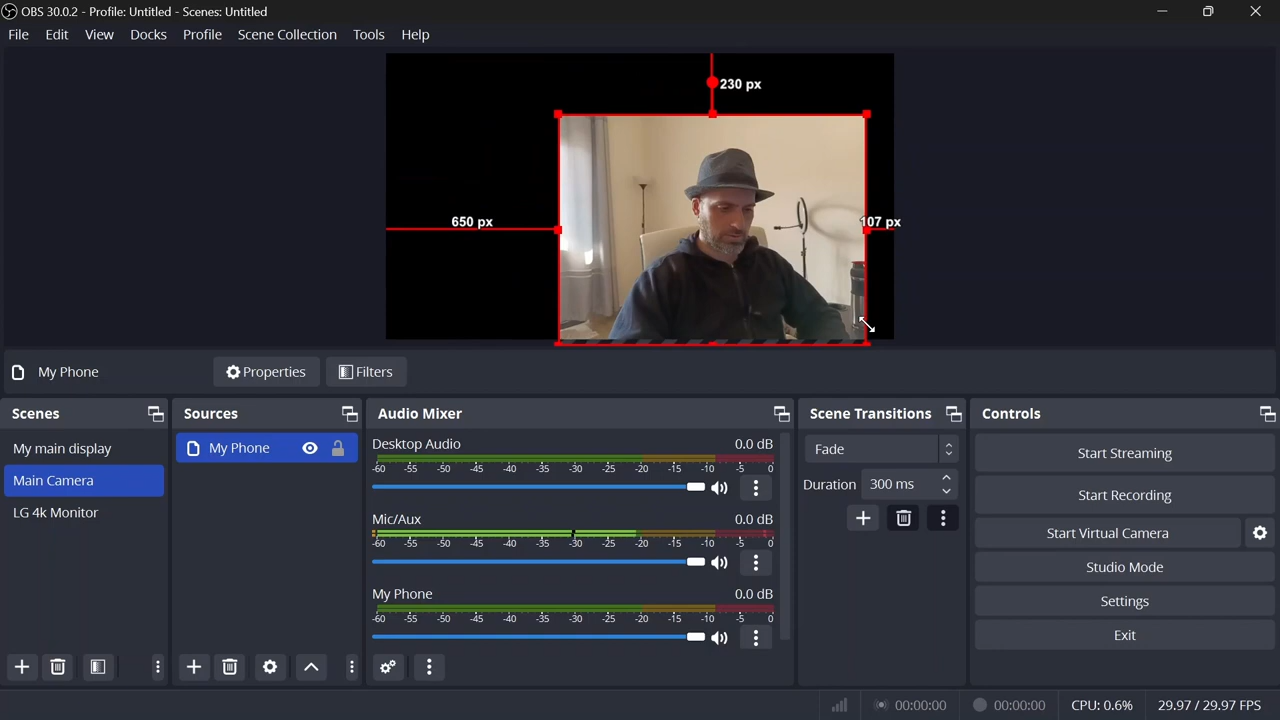 OBS 30.0.2 - Profile: Untitled - Scenes: Untitled
File Edit View Docks Profile Scene Collection Tools Help
230 px
650 px
107 px
My Phone
Properties
Filters
Scenes
My main display
Main Camera
LG 4k Monitor
Sources
My Phone
Audio Mixer
Desktop Audio 0.0 dB
-60 -55 -50 -45 -40 -35 -30 -25 -20 -15 -10 -5 0
Mic/Aux 0.0 dB
-60 -55 -50 -45 -40 -35 -30 -25 -20 -15 -10 -5 0
My Phone 0.0 dB
-60 -55 -50 -45 -40 -35 -30 -25 -20 -15 -10 -5 0
Scene Transitions
Fade
Duration 300 ms
Controls
Start Streaming
Start Recording
Start Virtual Camera
Studio Mode
Settings
Exit
00:00:00 00:00:00 CPU: 0.6% 29.97 / 29.97 FPS